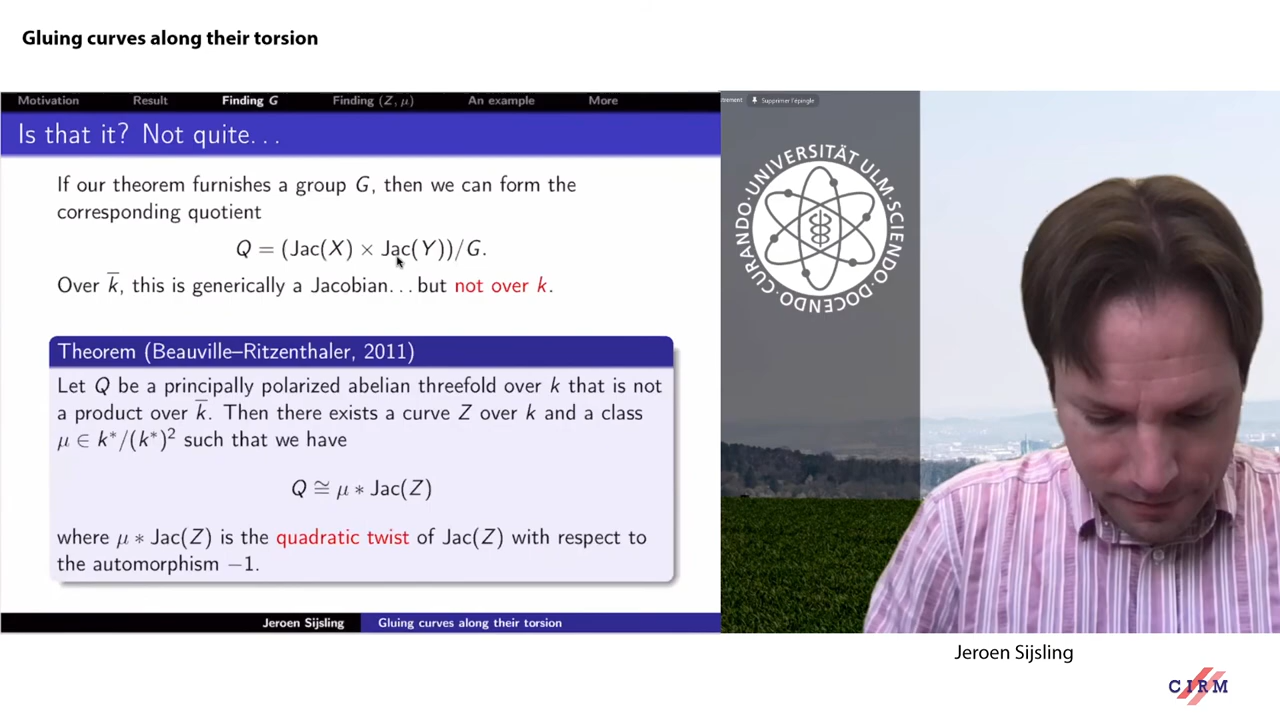 Gluing curves along their torsion
Motivation Result Finding G Finding (Z, μ) An example More
Is that it? Not quite...
If our theorem furnishes a group G, then we can form the
corresponding quotient
Q = (Jac(X) × Jac(Y))/G.
Over k̅, this is generically a Jacobian... but not over k.
Theorem (Beauville–Ritzenthaler, 2011)
Let Q be a principally polarized abelian threefold over k that is not
a product over k̅. Then there exists a curve Z over k and a class
μ ∈ k*/(k*)² such that we have
Q ≅ μ * Jac(Z)
where μ * Jac(Z) is the quadratic twist of Jac(Z) with respect to
the automorphism −1.
Jeroen Sijsling Gluing curves along their torsion
Supprimer l'épingle
UNIVERSITÄT ULM SCIENDO DOCENDO CURANDO
Jeroen Sijsling
CIRM